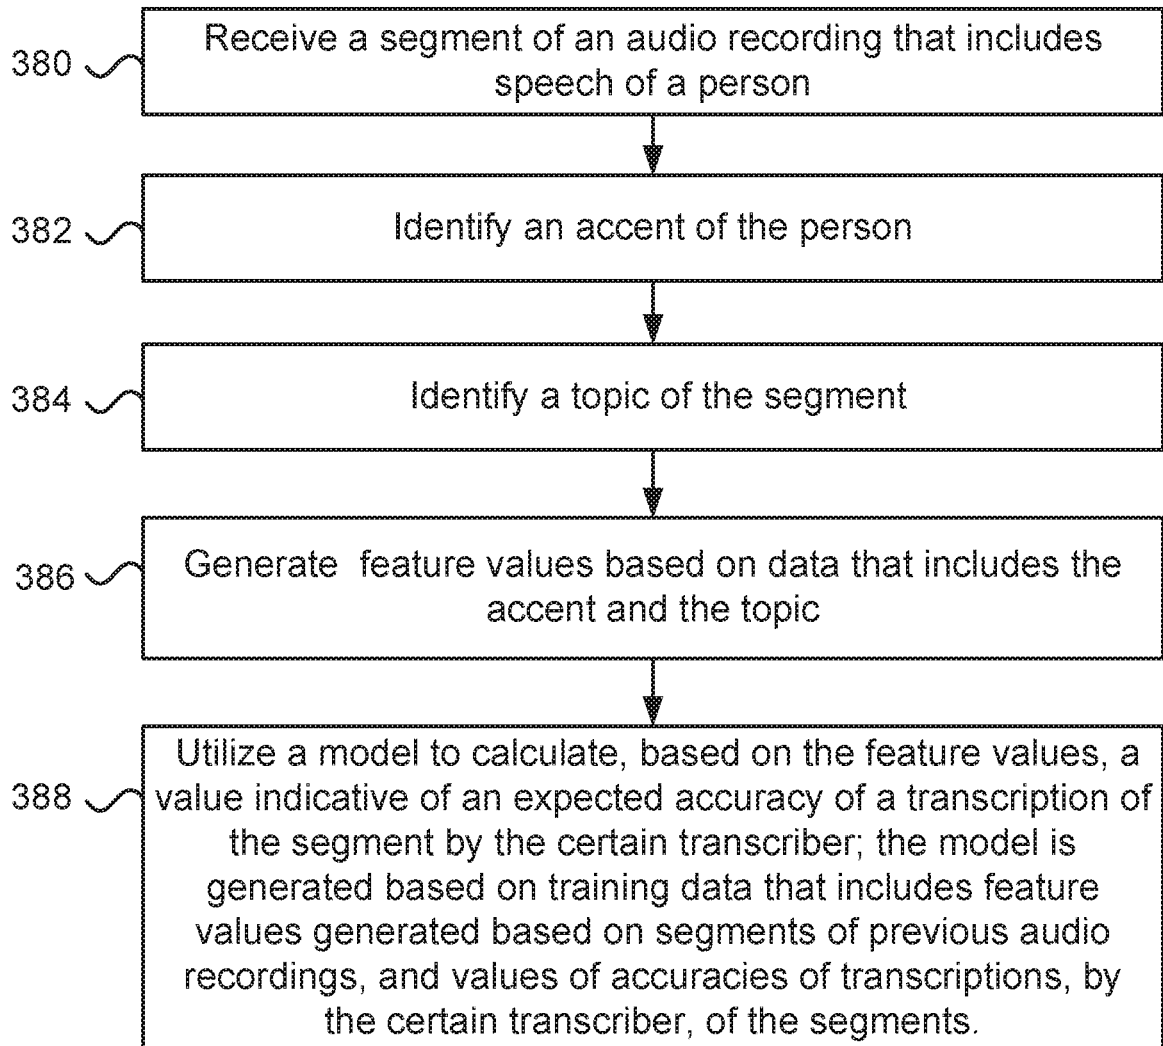 380
Receive a segment of an audio recording that includes
speech of a person
382
Identify an accent of the person
384
Identify a topic of the segment
386
Generate feature values based on data that includes the
accent and the topic
388
Utilize a model to calculate, based on the feature values, a
value indicative of an expected accuracy of a transcription of
the segment by the certain transcriber; the model is
generated based on training data that includes feature
values generated based on segments of previous audio
recordings, and values of accuracies of transcriptions, by
the certain transcriber, of the segments.